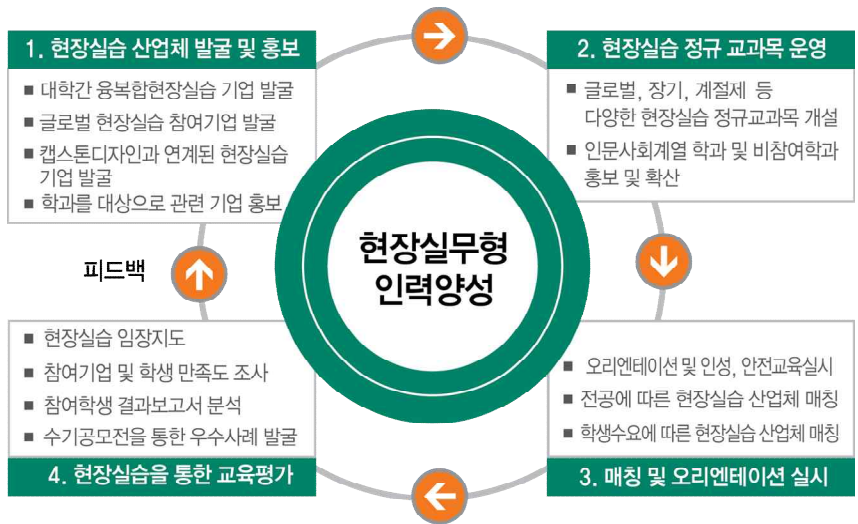 1. 현장실습 산업체 발굴 및 홍보
■ 대학간 융복합현장실습 기업 발굴
■ 글로벌 현장실습 참여기업 발굴
■ 캡스톤디자인과 연계된 현장실습
기업 발굴
■ 학과를 대상으로 관련 기업 홍보
2. 현장실습 정규 교과목 운영
■ 글로벌, 장기, 계절제 등
다양한 현장실습 정규교과목 개설
■ 인문사회계열 학과 및 비참여학과
홍보 및 확산
현장실무형
인력양성
피드백
■ 오리엔테이션 및 인성, 안전교육실시
■ 전공에 따른 현장실습 산업체 매칭
■ 학생수요에 따른 현장실습 산업체 매칭
3. 매칭 및 오리엔테이션 실시
■ 현장실습 임장지도
■ 참여기업 및 학생 만족도 조사
■ 참여학생 결과보고서 분석
■ 수기공모전을 통한 우수사례 발굴
4. 현장실습을 통한 교육평가